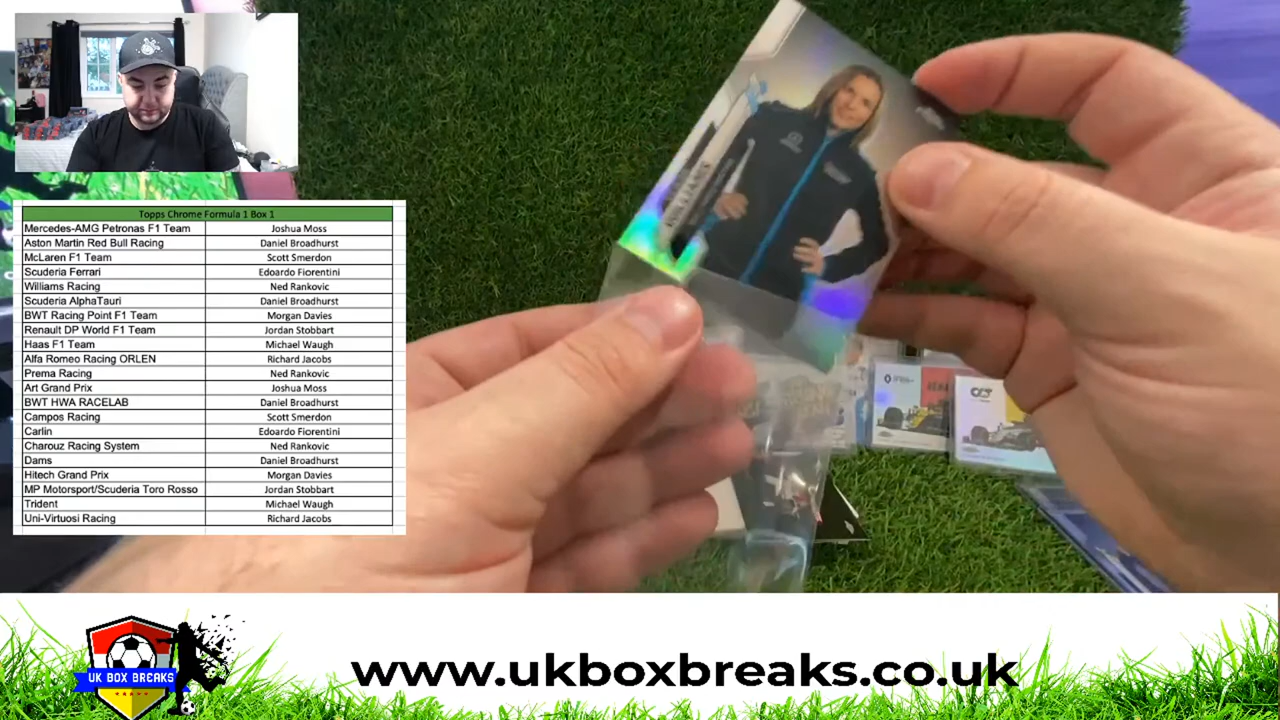 Topps Chrome Formula 1 Box 1
Mercedes-AMG Petronas F1 Team Joshua Moss
Aston Martin Red Bull Racing Daniel Broadhurst
McLaren F1 Team Scott Smerdon
Scuderia Ferrari Edoardo Fiorentini
Williams Racing Ned Rankovic
Scuderia AlphaTauri Daniel Broadhurst
BWT Racing Point F1 Team Morgan Davies
Renault DP World F1 Team Jordan Stobbart
Haas F1 Team Michael Waugh
Alfa Romeo Racing ORLEN Richard Jacobs
Prema Racing Ned Rankovic
Art Grand Prix Joshua Moss
BWT HWA RACELAB Daniel Broadhurst
Campos Racing Scott Smerdon
Carlin Edoardo Fiorentini
Charouz Racing System Ned Rankovic
Dams Daniel Broadhurst
Hitech Grand Prix Morgan Davies
MP Motorsport/Scuderia Toro Rosso Jordan Stobbart
Trident Michael Waugh
Uni-Virtuosi Racing Richard Jacobs
WILLIAMS
UK BOX BREAKS
www.ukboxbreaks.co.uk